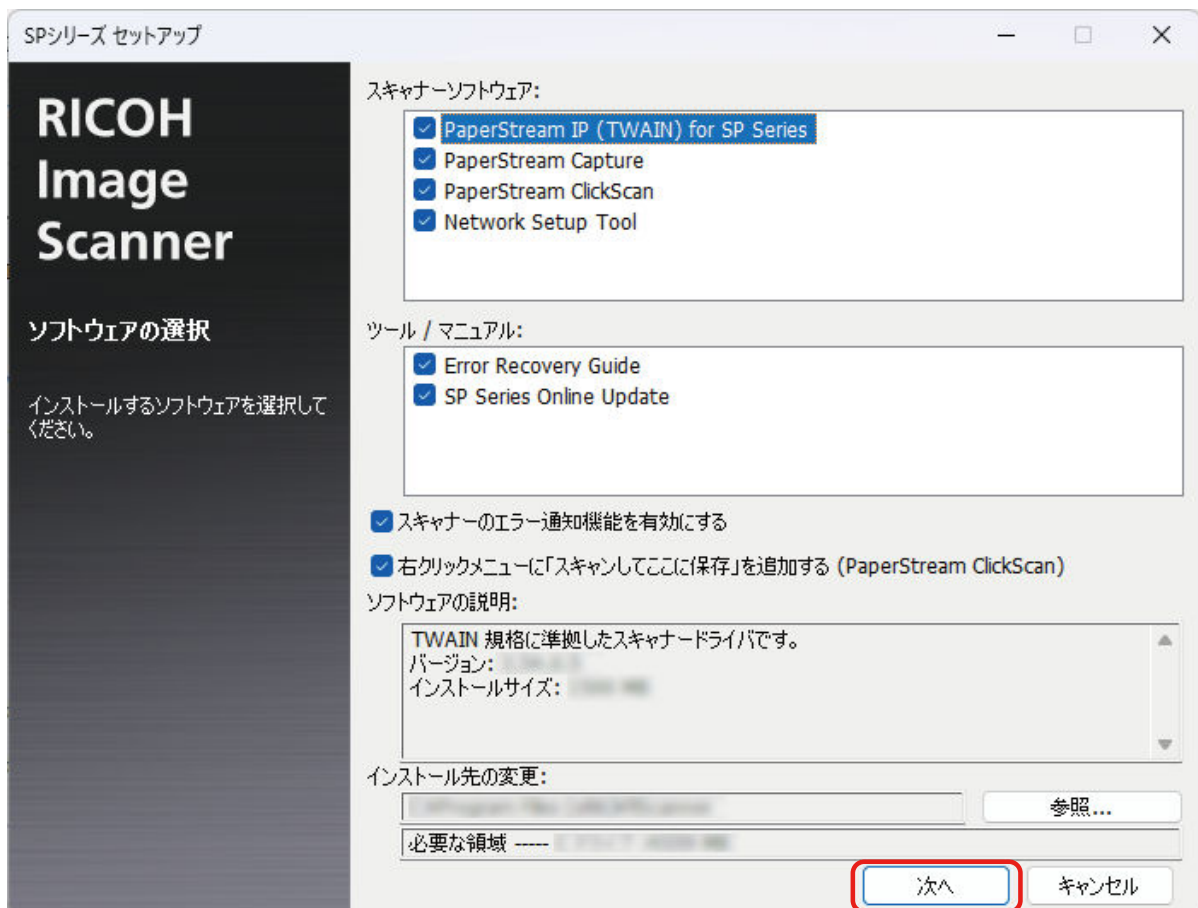 SPシリーズ セットアップ
RICOH
Image
Scanner
ソフトウェアの選択
インストールするソフトウェアを選択して
ください。
スキャナーソフトウェア:
PaperStream IP (TWAIN) for SP Series
PaperStream Capture
PaperStream ClickScan
Network Setup Tool
ツール / マニュアル:
Error Recovery Guide
SP Series Online Update
スキャナーのエラー通知機能を有効にする
右クリックメニューに「スキャンしてここに保存」を追加する (PaperStream ClickScan)
ソフトウェアの説明:
TWAIN 規格に準拠したスキャナードライバです。
バージョン:
インストールサイズ:
インストール先の変更:
参照...
必要な領域 -----
次へ
キャンセル